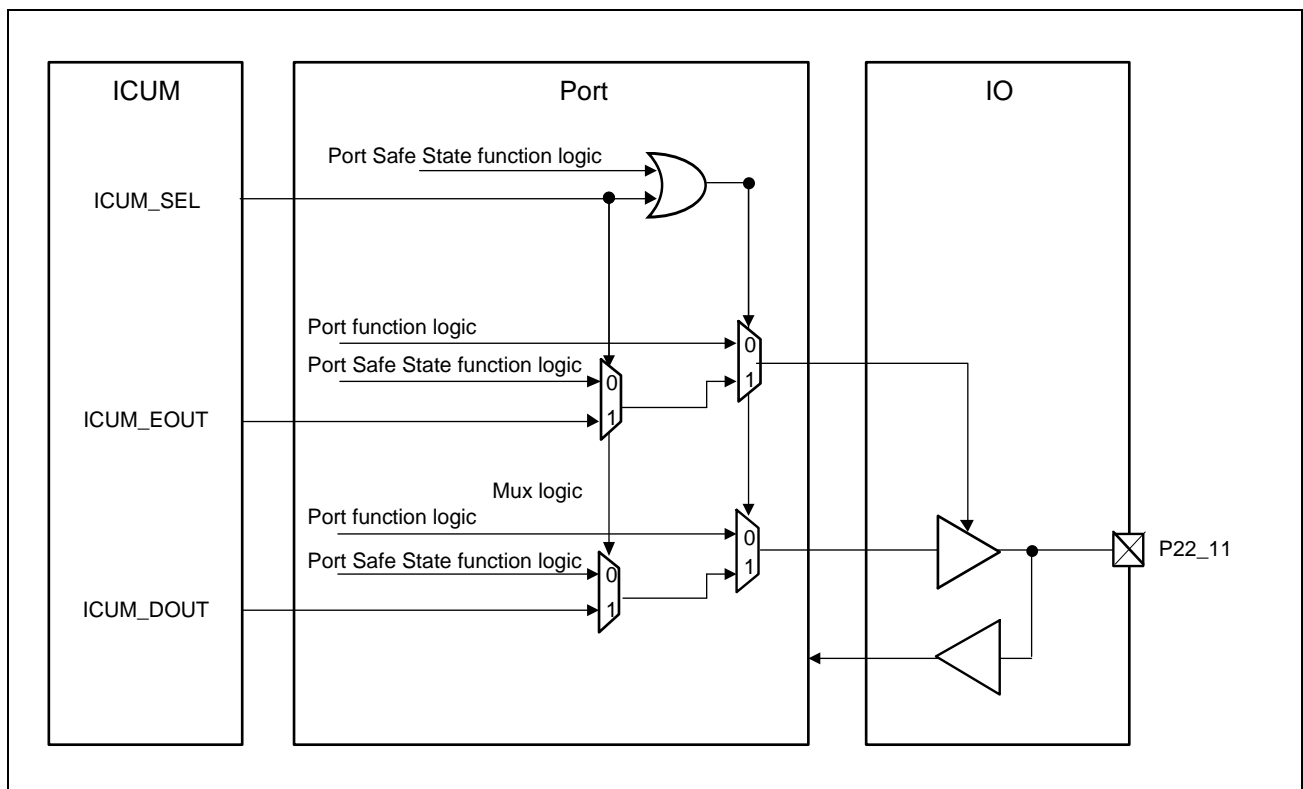 ICUM
Port
IO
Port Safe State function logic
ICUM_SEL
Port function logic
0
Port Safe State function logic
0
1
ICUM_EOUT
1
Mux logic
Port function logic
0
P22_11
Port Safe State function logic
0
1
ICUM_DOUT
1